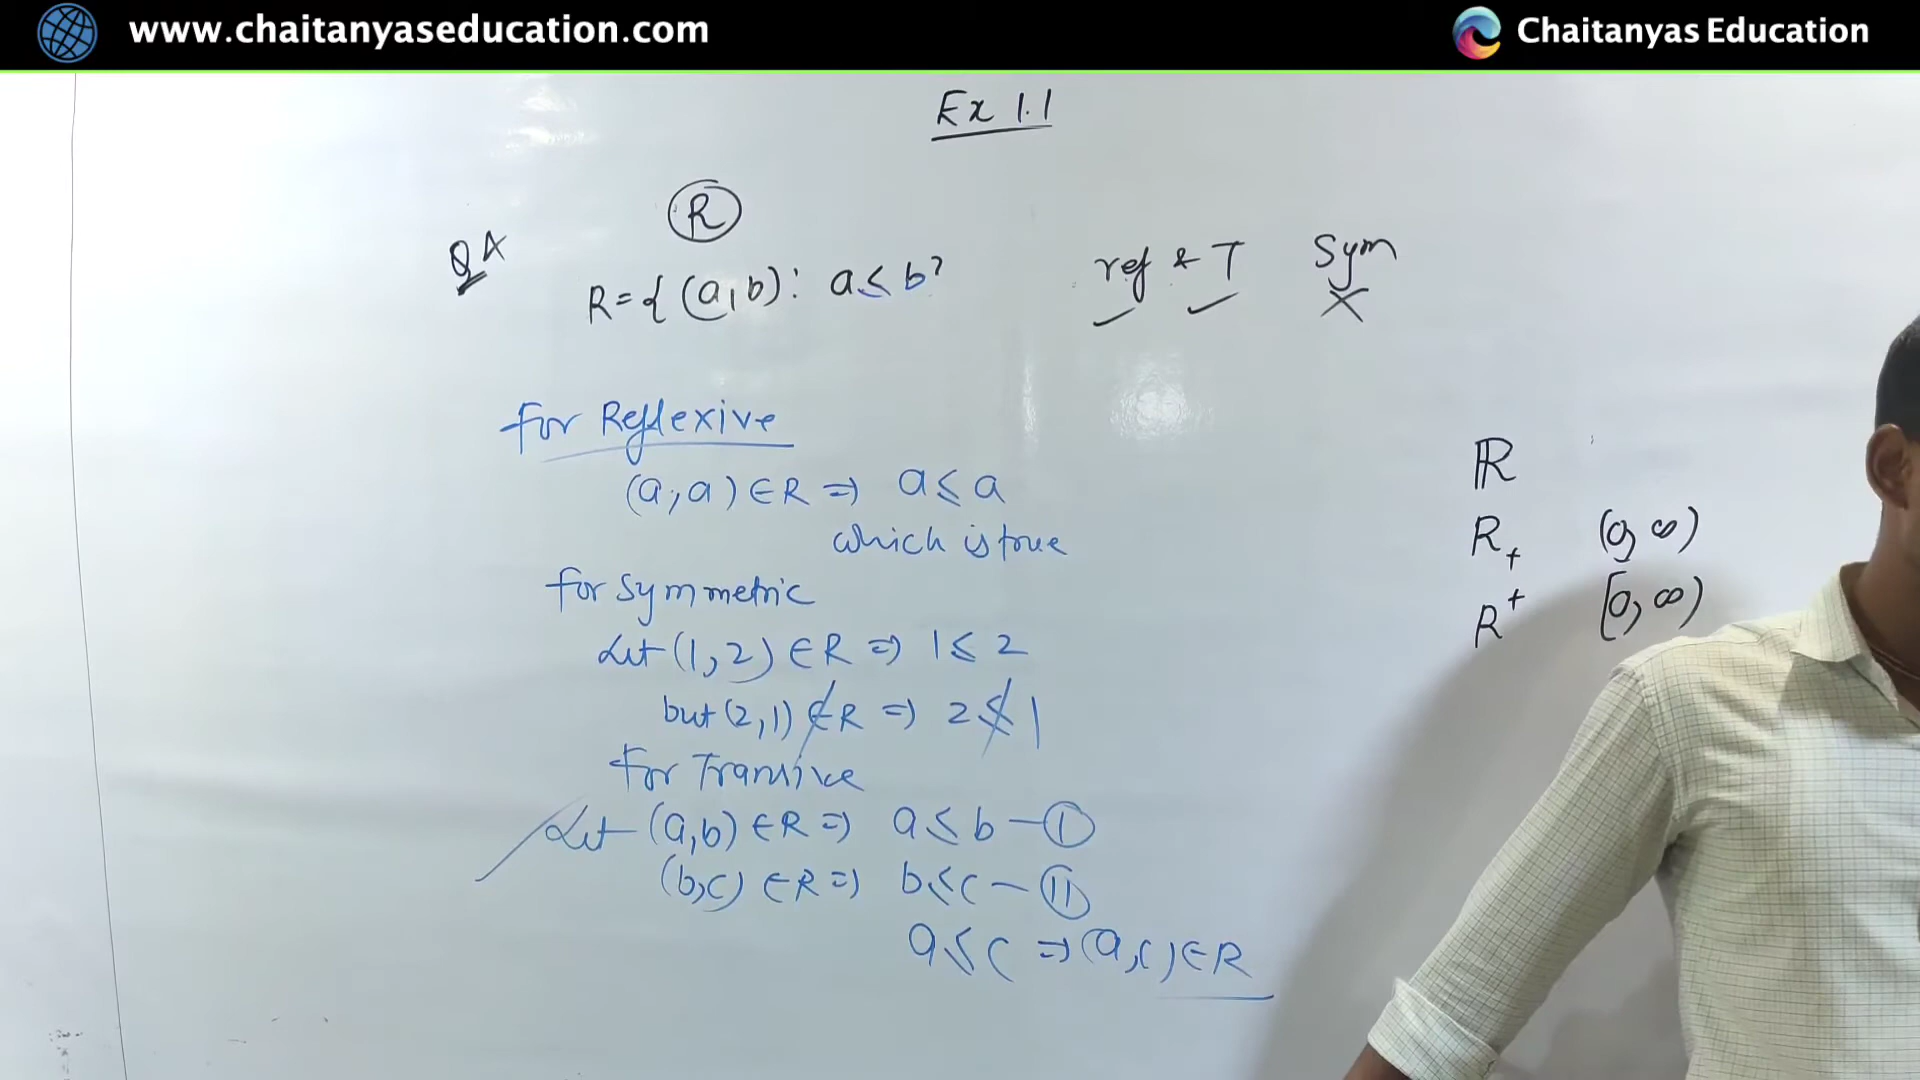 www.chaitanyaseducation.com
Chaitanyas Education
Ex 1.1
R
Q4
R = { (a,b) : a ≤ b }
ref & T Sym
✓ ✓ X
For Reflexive
(a,a) ∈ R ⇒ a ≤ a
which is true
for Symmetric
Let (1,2) ∈ R ⇒ 1 ≤ 2
but (2,1) ∉ R ⇒ 2 ≰ 1
For Transive
Let (a,b) ∈ R ⇒ a ≤ b — I
(b,c) ∈ R ⇒ b ≤ c — II
a ≤ c ⇒ (a,c) ∈ R
ℝ
R₊ (0, ∞)
R⁺ [0, ∞)